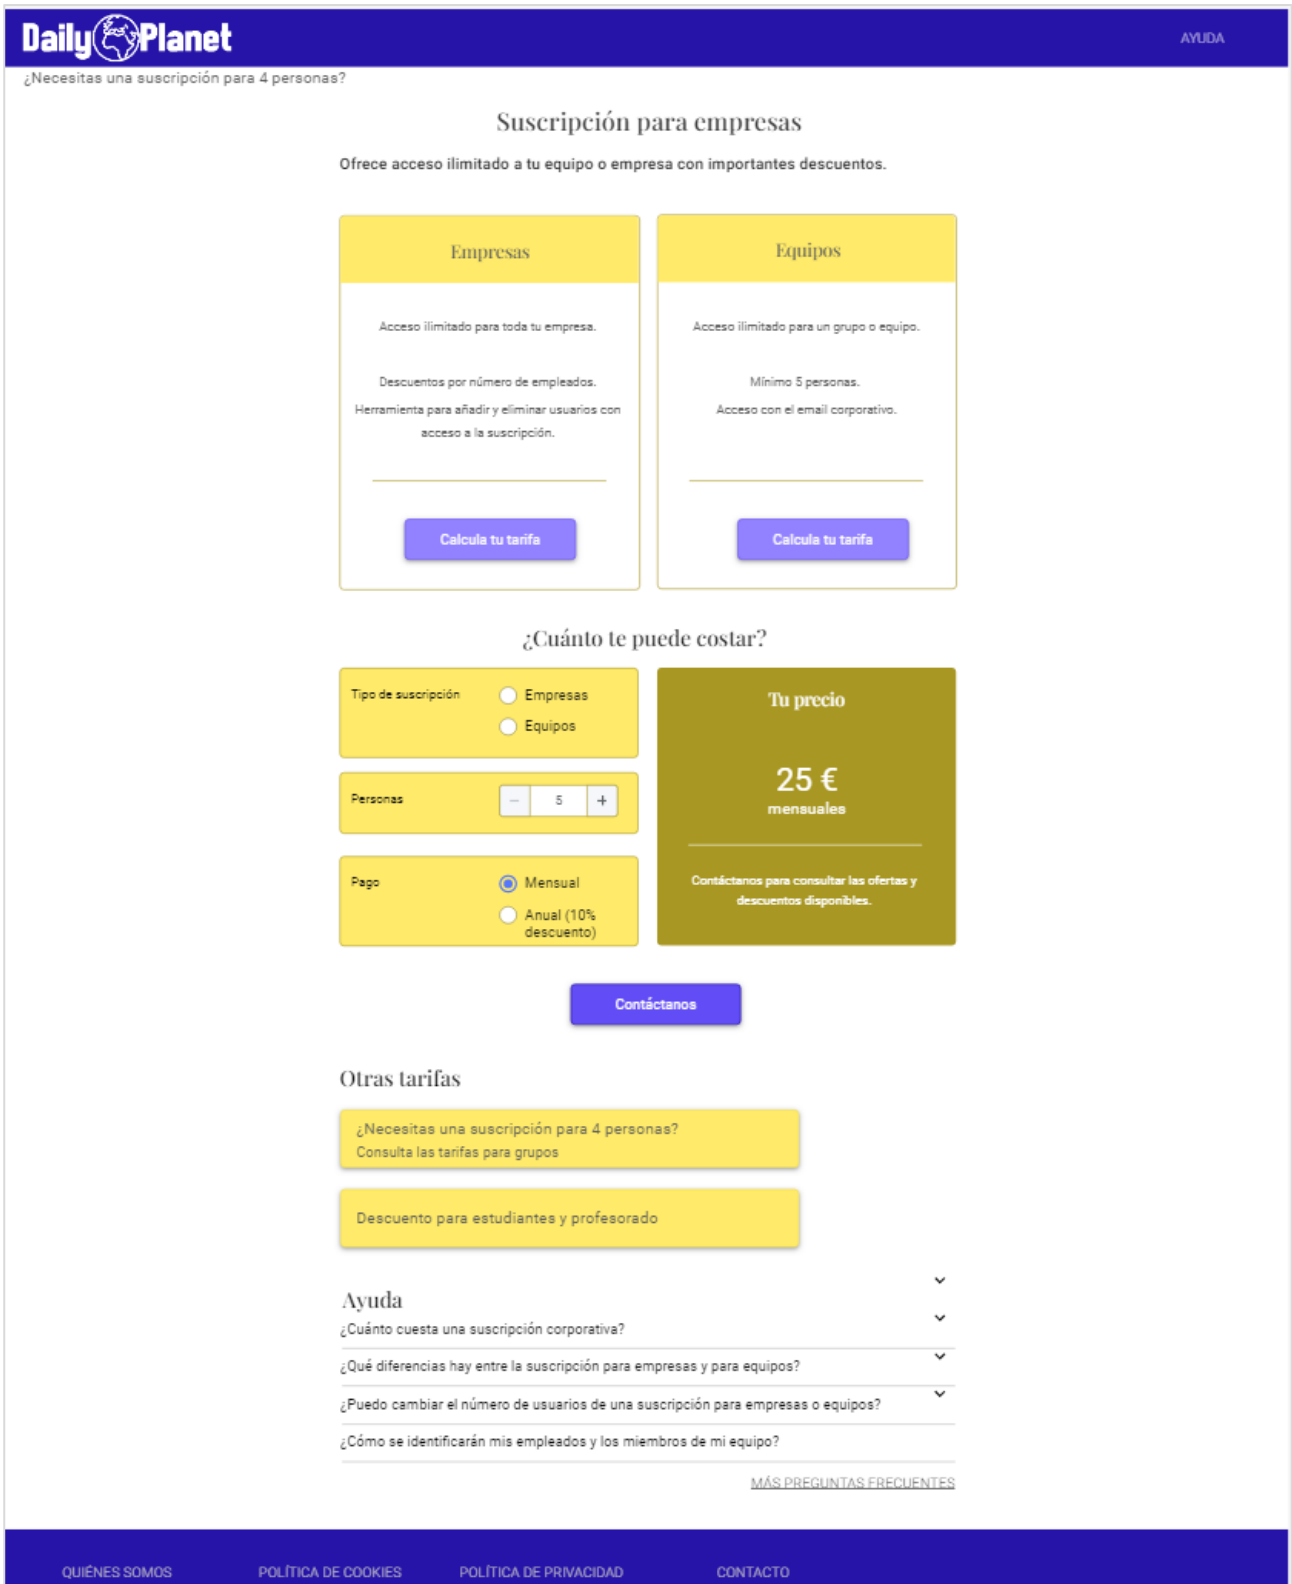 Daily Planet
AYUDA
¿Necesitas una suscripción para 4 personas?
Suscripción para empresas
Ofrece acceso ilimitado a tu equipo o empresa con importantes descuentos.
Empresas
Acceso ilimitado para toda tu empresa.
Descuentos por número de empleados.
Herramienta para añadir y eliminar usuarios con
acceso a la suscripción.
Calcula tu tarifa
Equipos
Acceso ilimitado para un grupo o equipo.
Mínimo 5 personas.
Acceso con el email corporativo.
Calcula tu tarifa
¿Cuánto te puede costar?
Tipo de suscripción
Empresas
Equipos
Personas
− 5 +
Pago
Mensual
Anual (10%
descuento)
Tu precio
25 €
mensuales
Contáctanos para consultar las ofertas y
descuentos disponibles.
Contáctanos
Otras tarifas
¿Necesitas una suscripción para 4 personas?
Consulta las tarifas para grupos
Descuento para estudiantes y profesorado
Ayuda
¿Cuánto cuesta una suscripción corporativa?
¿Qué diferencias hay entre la suscripción para empresas y para equipos?
¿Puedo cambiar el número de usuarios de una suscripción para empresas o equipos?
¿Cómo se identificarán mis empleados y los miembros de mi equipo?
MÁS PREGUNTAS FRECUENTES
QUIÉNES SOMOS
POLÍTICA DE COOKIES
POLÍTICA DE PRIVACIDAD
CONTACTO